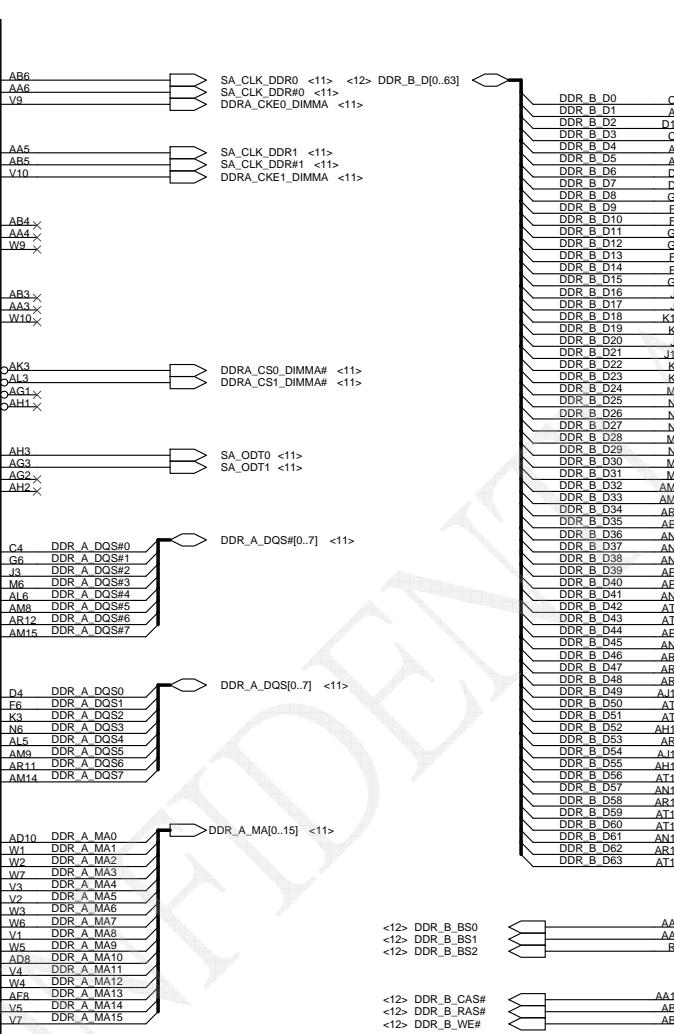 AB6 SA_CLK_DDR0 <11>
AA6 SA_CLK_DDR#0 <11>
V9 DDRA_CKE0_DIMMA <11>
AA5 SA_CLK_DDR1 <11>
AB5 SA_CLK_DDR#1 <11>
V10 DDRA_CKE1_DIMMA <11>
AB4
AA4
W9
AB3
AA3
W10
AK3 DDRA_CS0_DIMMA# <11>
AL3 DDRA_CS1_DIMMA# <11>
AG1
AH1
AH3 SA_ODT0 <11>
AG3 SA_ODT1 <11>
AG2
AH2
DDR_A_DQS#[0..7] <11>
C4 DDR_A_DQS#0
G6 DDR_A_DQS#1
J3 DDR_A_DQS#2
M6 DDR_A_DQS#3
AL6 DDR_A_DQS#4
AM8 DDR_A_DQS#5
AR12 DDR_A_DQS#6
AM15 DDR_A_DQS#7
DDR_A_DQS[0..7] <11>
D4 DDR_A_DQS0
F6 DDR_A_DQS1
K3 DDR_A_DQS2
N6 DDR_A_DQS3
AL5 DDR_A_DQS4
AM9 DDR_A_DQS5
AR11 DDR_A_DQS6
AM14 DDR_A_DQS7
DDR_A_MA[0..15] <11>
AD10 DDR_A_MA0
W1 DDR_A_MA1
W2 DDR_A_MA2
W7 DDR_A_MA3
V3 DDR_A_MA4
V2 DDR_A_MA5
W3 DDR_A_MA6
W6 DDR_A_MA7
V1 DDR_A_MA8
W5 DDR_A_MA9
AD8 DDR_A_MA10
V4 DDR_A_MA11
W4 DDR_A_MA12
AF8 DDR_A_MA13
V5 DDR_A_MA14
V7 DDR_A_MA15
<12> DDR_B_D[0..63]
DDR_B_D0
DDR_B_D1
DDR_B_D2
DDR_B_D3
DDR_B_D4
DDR_B_D5
DDR_B_D6
DDR_B_D7
DDR_B_D8
DDR_B_D9
DDR_B_D10
DDR_B_D11
DDR_B_D12
DDR_B_D13
DDR_B_D14
DDR_B_D15
DDR_B_D16
DDR_B_D17
DDR_B_D18
DDR_B_D19
DDR_B_D20
DDR_B_D21
DDR_B_D22
DDR_B_D23
DDR_B_D24
DDR_B_D25
DDR_B_D26
DDR_B_D27
DDR_B_D28
DDR_B_D29
DDR_B_D30
DDR_B_D31
DDR_B_D32
DDR_B_D33
DDR_B_D34
DDR_B_D35
DDR_B_D36
DDR_B_D37
DDR_B_D38
DDR_B_D39
DDR_B_D40
DDR_B_D41
DDR_B_D42
DDR_B_D43
DDR_B_D44
DDR_B_D45
DDR_B_D46
DDR_B_D47
DDR_B_D48
DDR_B_D49
DDR_B_D50
DDR_B_D51
DDR_B_D52
DDR_B_D53
DDR_B_D54
DDR_B_D55
DDR_B_D56
DDR_B_D57
DDR_B_D58
DDR_B_D59
DDR_B_D60
DDR_B_D61
DDR_B_D62
DDR_B_D63
<12> DDR_B_BS0
<12> DDR_B_BS1
<12> DDR_B_BS2
<12> DDR_B_CAS#
<12> DDR_B_RAS#
<12> DDR_B_WE#